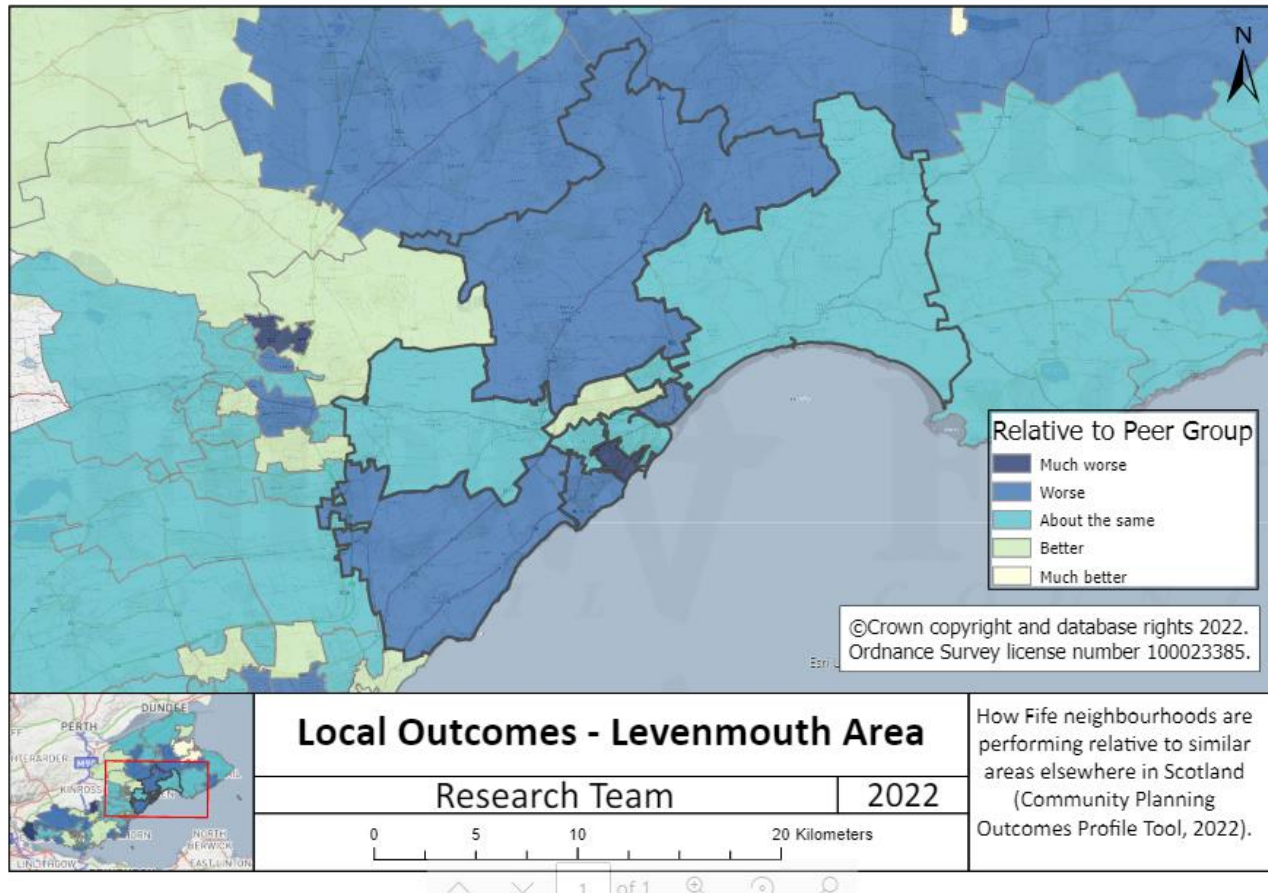 N
Relative to Peer Group
Much worse
Worse
About the same
Better
Much better
©Crown copyright and database rights 2022.
Ordnance Survey license number 100023385.
Esri U
DUNDEE
PERTH
M90
KINROSS
NORTH
BERWICK
EAST LINTON
Local Outcomes - Levenmouth Area
Research Team
2022
0 5 10 20 Kilometers
How Fife neighbourhoods are
performing relative to similar
areas elsewhere in Scotland
(Community Planning
Outcomes Profile Tool, 2022).
1 of 1